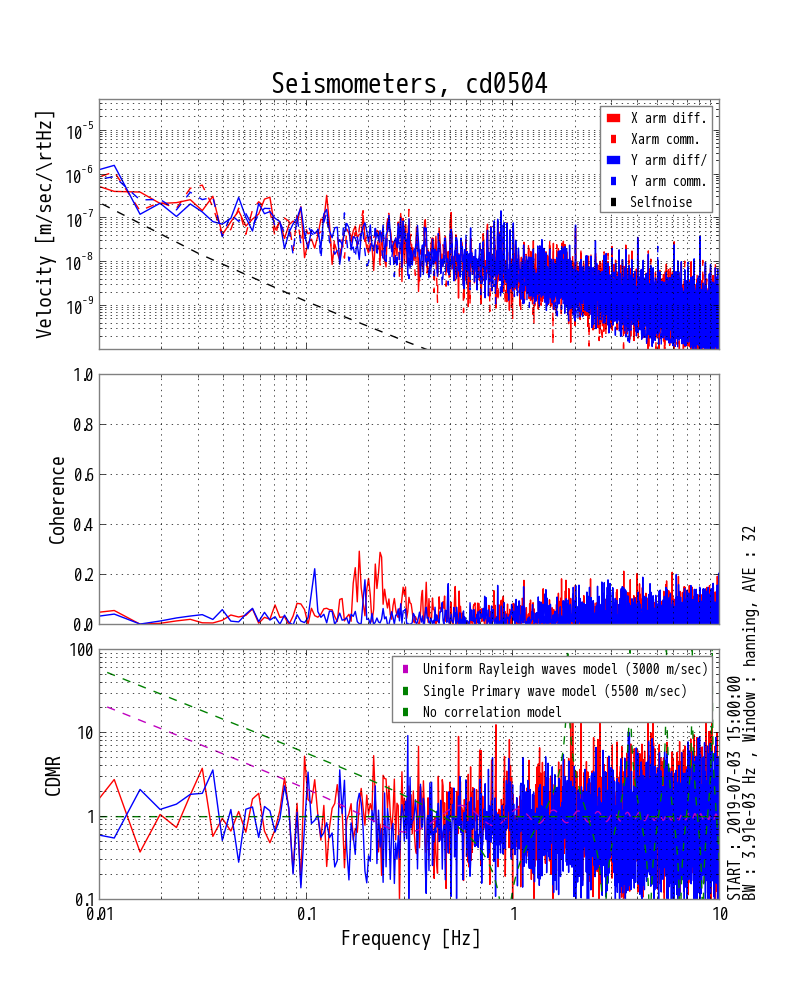 Seismometers, cd0504
Velocity [m/sec/\rtHz]
10^-5
10^-6
10^-7
10^-8
10^-9
X arm diff.
Xarm comm.
Y arm diff/
Y arm comm.
Selfnoise
Coherence
1.0
0.8
0.6
0.4
0.2
0.0
CDMR
100
10
1
0.1
Uniform Rayleigh waves model (3000 m/sec)
Single Primary wave model (5500 m/sec)
No correlation model
0.01
0.1
1
10
Frequency [Hz]
START : 2019-07-03 15:00:00
BW : 3.91e-03 Hz , Window : hanning, AVE : 32